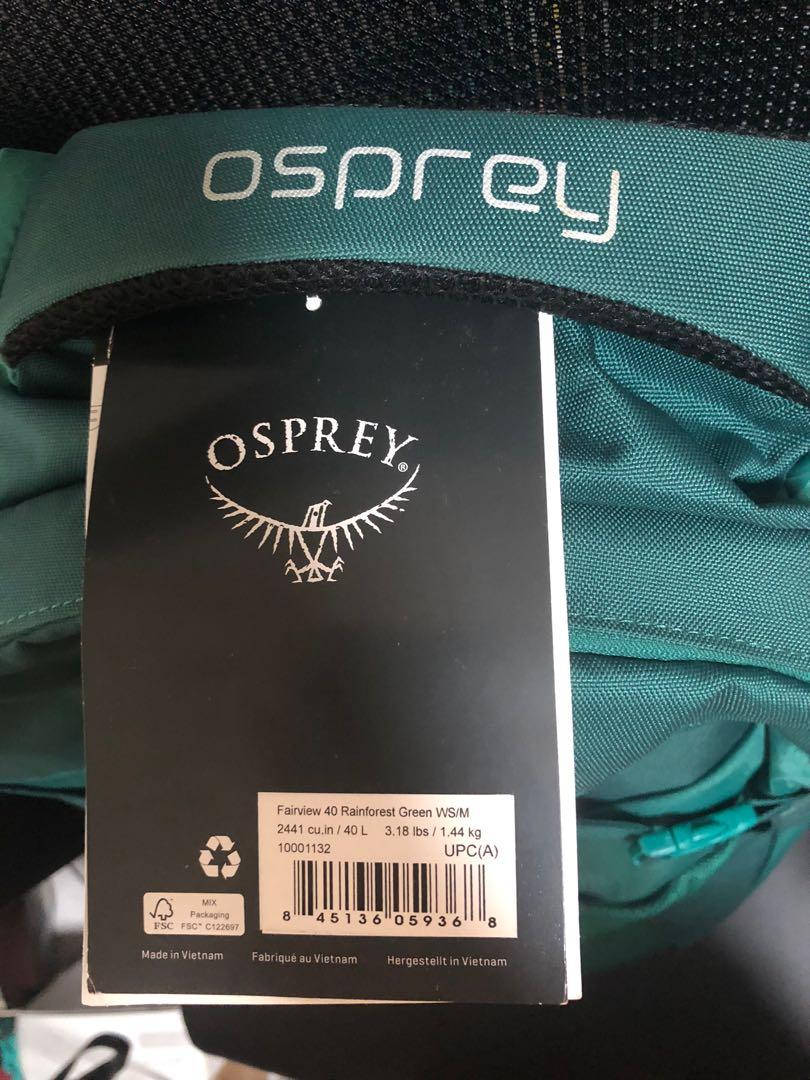 osprey
OSPREY®
Fairview 40 Rainforest Green WS/M
2441 cu.in / 40 L 3.18 lbs / 1.44 kg
10001132 UPC(A)
8 45136 05936 8
MIX
Packaging
FSC FSC™ C122697
Made in Vietnam Fabriqué au Vietnam Hergestellt in Vietnam